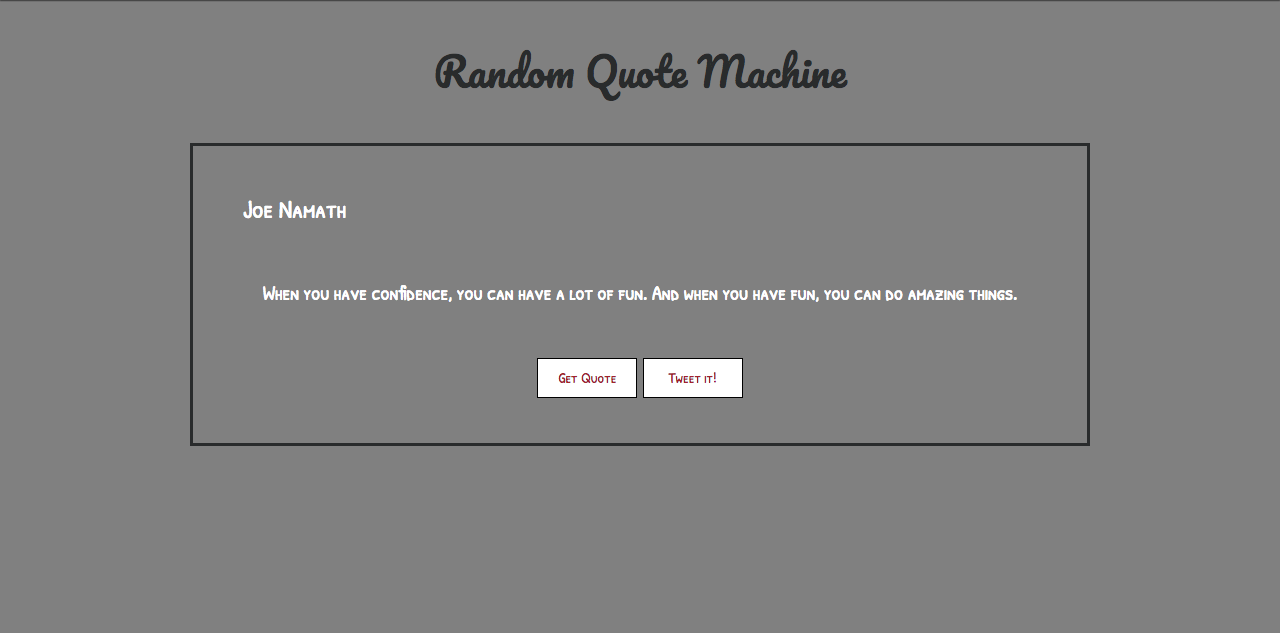 Random Quote Machine
Joe Namath
When you have confidence, you can have a lot of fun. And when you have fun, you can do amazing things.
Get Quote
Tweet it!